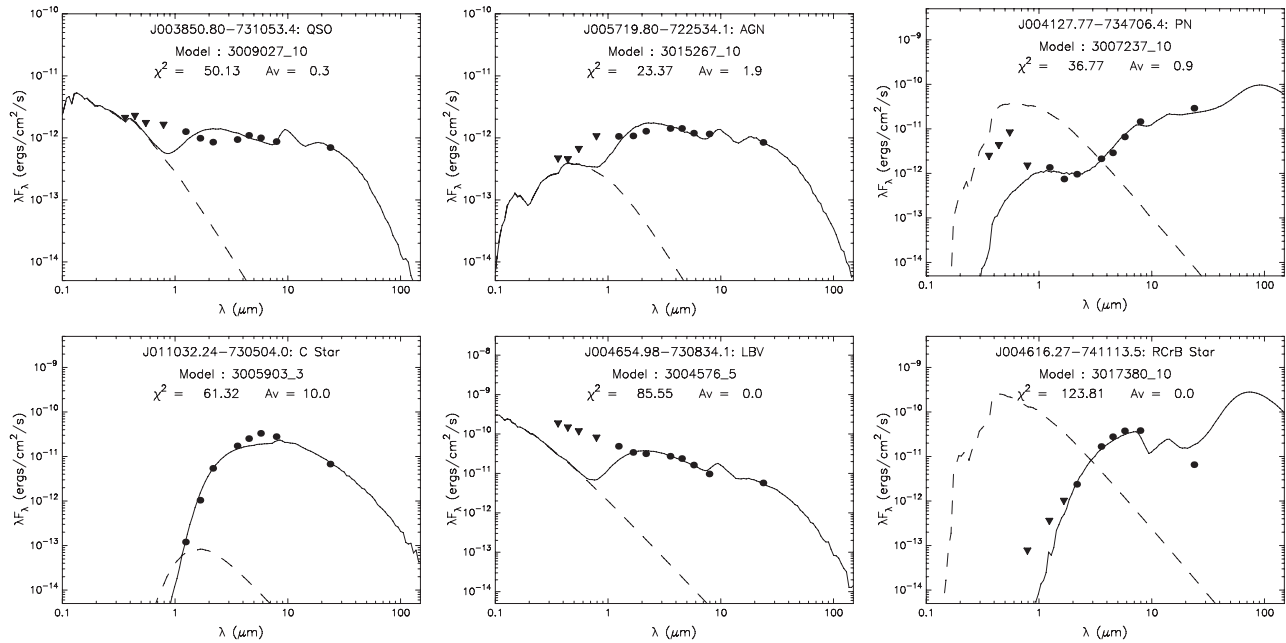 J003850.80−731053.4: QSO
Model : 3009027_10
χ² = 50.13 Av = 0.3
10⁻¹⁰
10⁻¹¹
10⁻¹²
10⁻¹³
10⁻¹⁴
λFλ (ergs/cm²/s)
0.1 1 10 100
λ (μm)
J005719.80−722534.1: AGN
Model : 3015267_10
χ² = 23.37 Av = 1.9
10⁻¹⁰
10⁻¹¹
10⁻¹²
10⁻¹³
10⁻¹⁴
λFλ (ergs/cm²/s)
0.1 1 10 100
λ (μm)
J004127.77−734706.4: PN
Model : 3007237_10
χ² = 36.77 Av = 0.9
10⁻⁹
10⁻¹⁰
10⁻¹¹
10⁻¹²
10⁻¹³
10⁻¹⁴
λFλ (ergs/cm²/s)
0.1 1 10 100
λ (μm)
J011032.24−730504.0: C Star
Model : 3005903_3
χ² = 61.32 Av = 10.0
10⁻⁹
10⁻¹⁰
10⁻¹¹
10⁻¹²
10⁻¹³
10⁻¹⁴
λFλ (ergs/cm²/s)
0.1 1 10 100
λ (μm)
J004654.98−730834.1: LBV
Model : 3004576_5
χ² = 85.55 Av = 0.0
10⁻⁸
10⁻⁹
10⁻¹⁰
10⁻¹¹
10⁻¹²
10⁻¹³
10⁻¹⁴
λFλ (ergs/cm²/s)
0.1 1 10 100
λ (μm)
J004616.27−741113.5: RCrB Star
Model : 3017380_10
χ² = 123.81 Av = 0.0
10⁻⁹
10⁻¹⁰
10⁻¹¹
10⁻¹²
10⁻¹³
10⁻¹⁴
λFλ (ergs/cm²/s)
0.1 1 10 100
λ (μm)